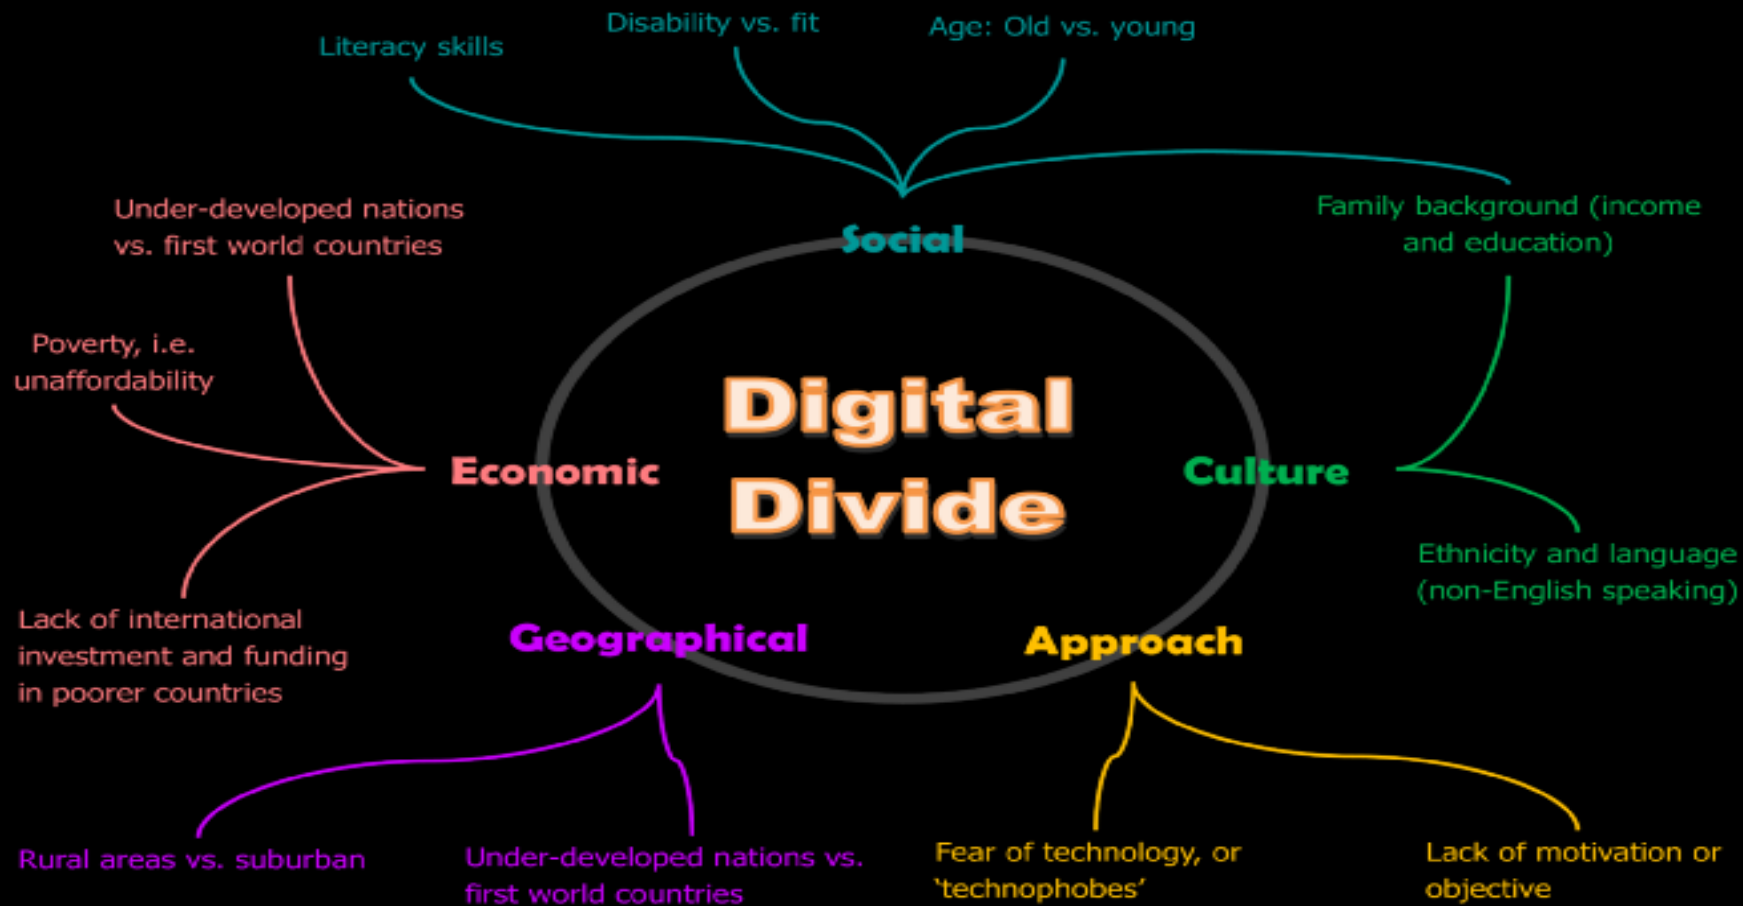 Literacy skills
Disability vs. fit
Age: Old vs. young
Under-developed nations
vs. first world countries
Family background (income
and education)
Social
Poverty, i.e.
unaffordability
Digital
Divide
Economic
Culture
Ethnicity and language
(non-English speaking)
Lack of international
investment and funding
in poorer countries
Geographical
Approach
Rural areas vs. suburban
Under-developed nations vs.
first world countries
Fear of technology, or
‘technophobes’
Lack of motivation or
objective